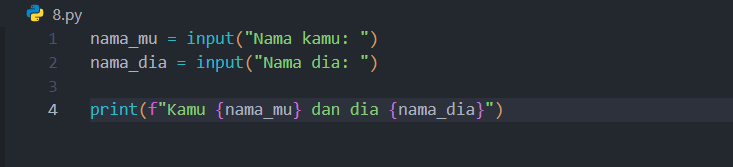 8.py
1 nama_mu = input("Nama kamu: ")
2 nama_dia = input("Nama dia: ")
3
4 print(f"Kamu {nama_mu} dan dia {nama_dia}")